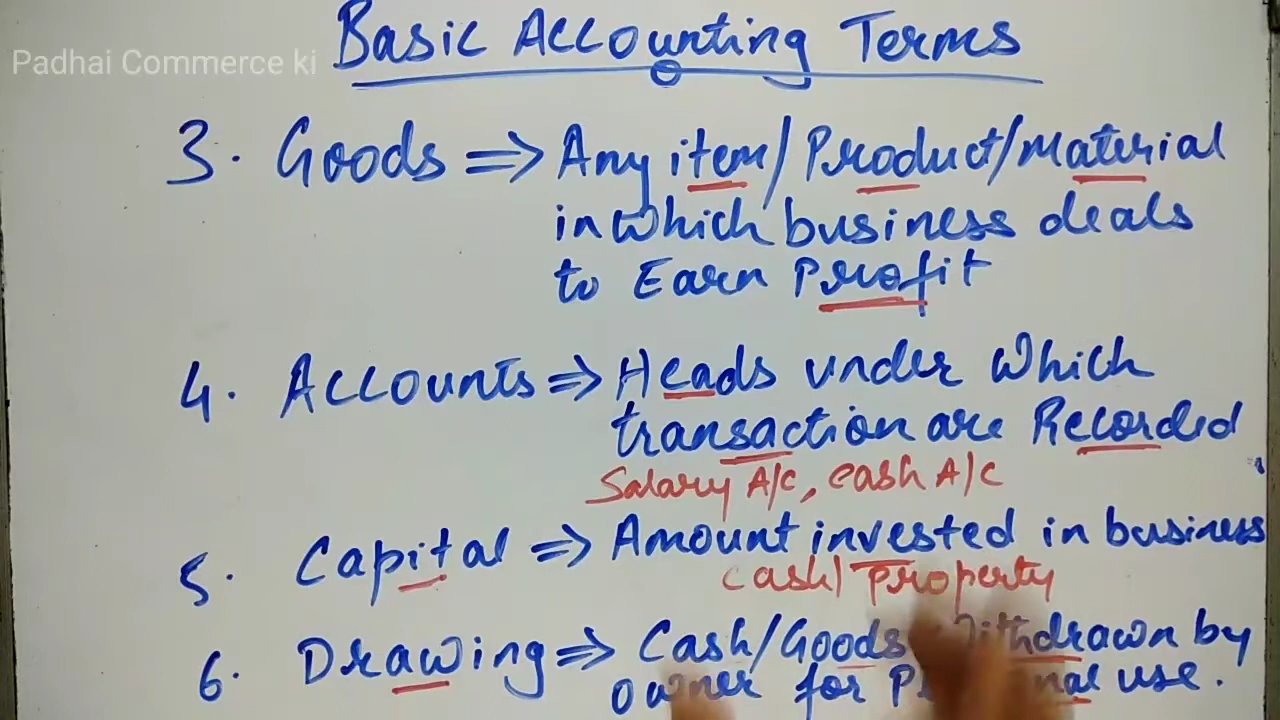 Padhai Commerce ki
Basic Accounting Terms
3. Goods ⇒ Any item/Product/material
in which business deals
to Earn Profit
4. Accounts ⇒ Heads under which
transaction are Recorded
Salary A/C, cash A/C
5. Capital ⇒ Amount invested in business
Cash/ Property
6. Drawing ⇒ Cash/Goods Withdrawn by
owner for use.